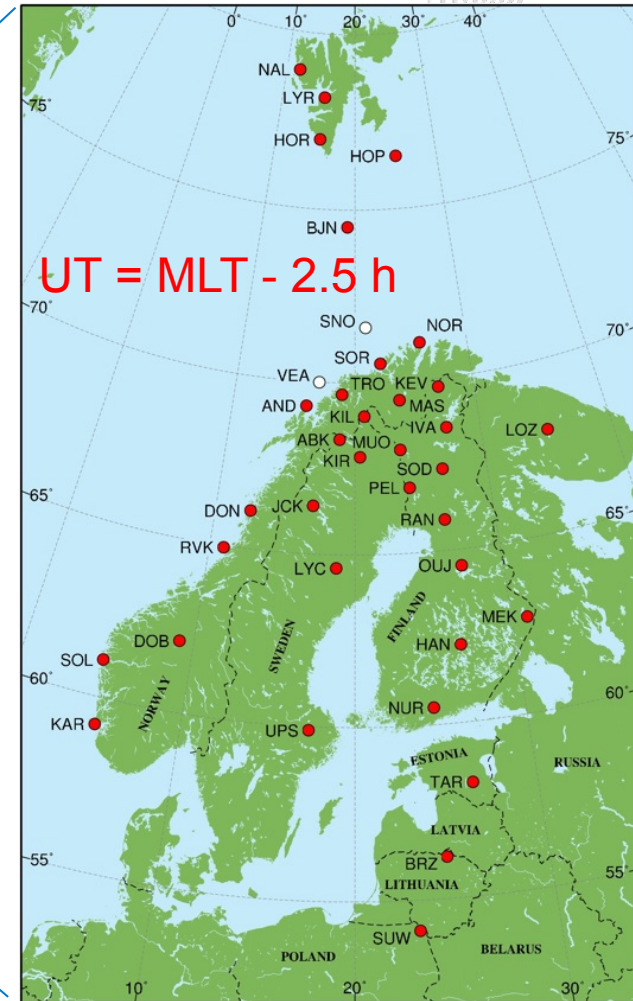 0°
10°
20°
30°
40°
NAL
LYR
75°
HOR
75°
HOP
BJN
UT = MLT - 2.5 h
70°
SNO
NOR
70°
SOR
VEA
TRO
KEV
AND
MAS
KIL
IVA
LOZ
ABK
MUO
KIR
SOD
PEL
65°
JCK
DON
65°
RAN
RVK
OUJ
LYC
FINLAND
MEK
SWEDEN
DOB
HAN
SOL
60°
NORWAY
60°
NUR
KAR
UPS
ESTONIA
RUSSIA
TAR
LATVIA
55°
BRZ
55°
LITHUANIA
SUW
POLAND
BELARUS
10°
20°
30°